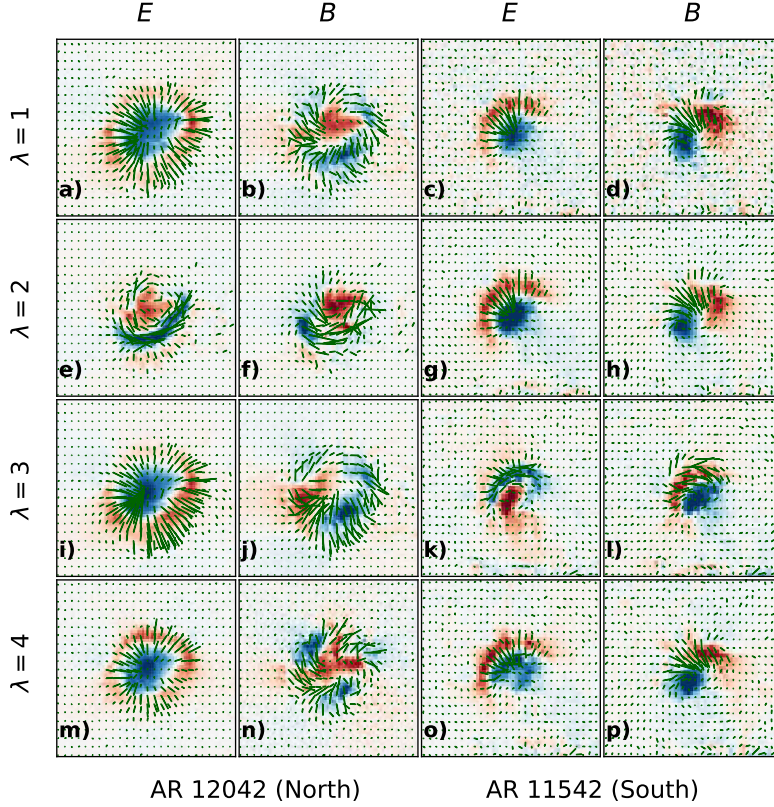 E B E B
λ = 1
a) b) c) d)
λ = 2
e) f) g) h)
λ = 3
i) j) k) l)
λ = 4
m) n) o) p)
AR 12042 (North) AR 11542 (South)